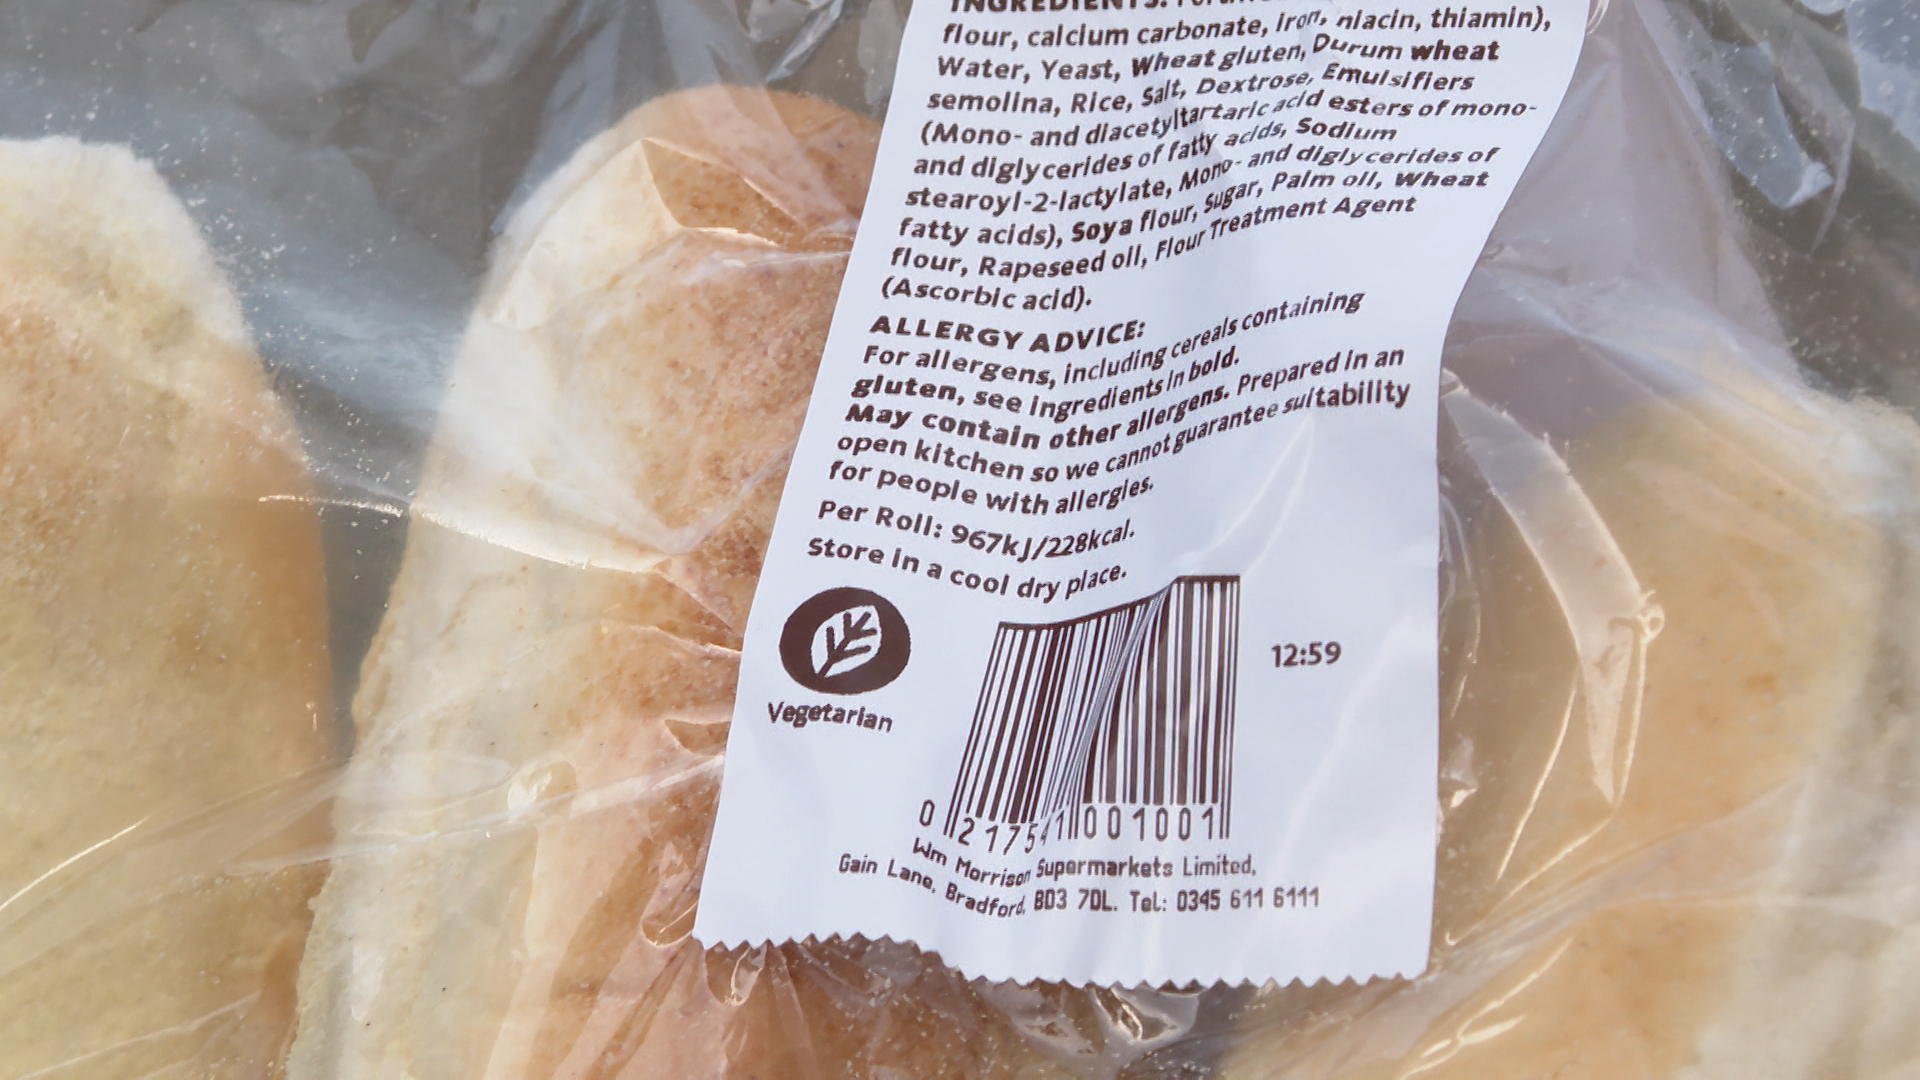 INGREDIENTS:
flour, calcium carbonate, iron, niacin, thiamin),
Water, Yeast, Wheat gluten, Durum wheat
semolina, Rice, Salt, Dextrose, Emulsifiers
(Mono- and diacetyltartaric acid esters of mono-
and diglycerides of fatty acids, Sodium
stearoyl-2-lactylate, Mono- and diglycerides of
fatty acids), Soya flour, Sugar, Palm oil, Wheat
flour, Rapeseed oil, Flour Treatment Agent
(Ascorbic acid).
ALLERGY ADVICE:
For allergens, including cereals containing
gluten, see ingredients in bold.
May contain other allergens. Prepared in an
open kitchen so we cannot guarantee suitability
for people with allergies.
Per Roll: 967kJ/228kcal.
Store in a cool dry place.
Vegetarian
12:59
0 217541 001001
Wm Morrison Supermarkets Limited,
Gain Lane, Bradford, BD3 7DL. Tel: 0345 611 6111